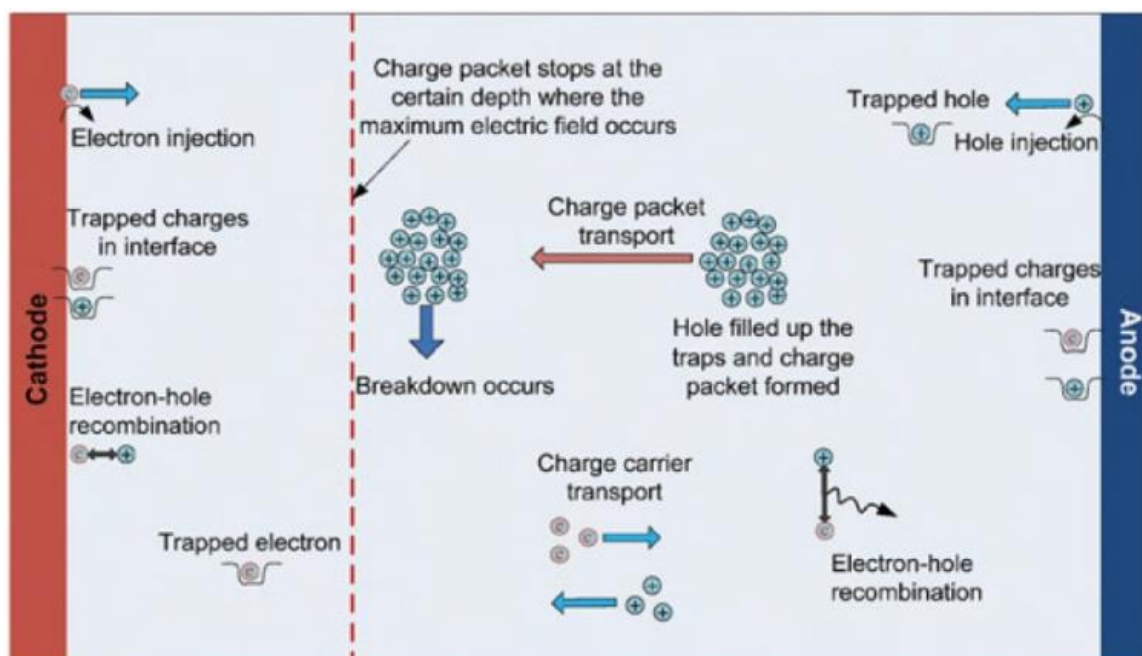 Cathode
Electron injection
Trapped charges
in interface
Electron-hole
recombination
Trapped electron
Charge packet stops at the
certain depth where the
maximum electric field occurs
Breakdown occurs
Charge packet
transport
Hole filled up the
traps and charge
packet formed
Charge carrier
transport
Trapped hole
Hole injection
Trapped charges
in interface
Electron-hole
recombination
Anode